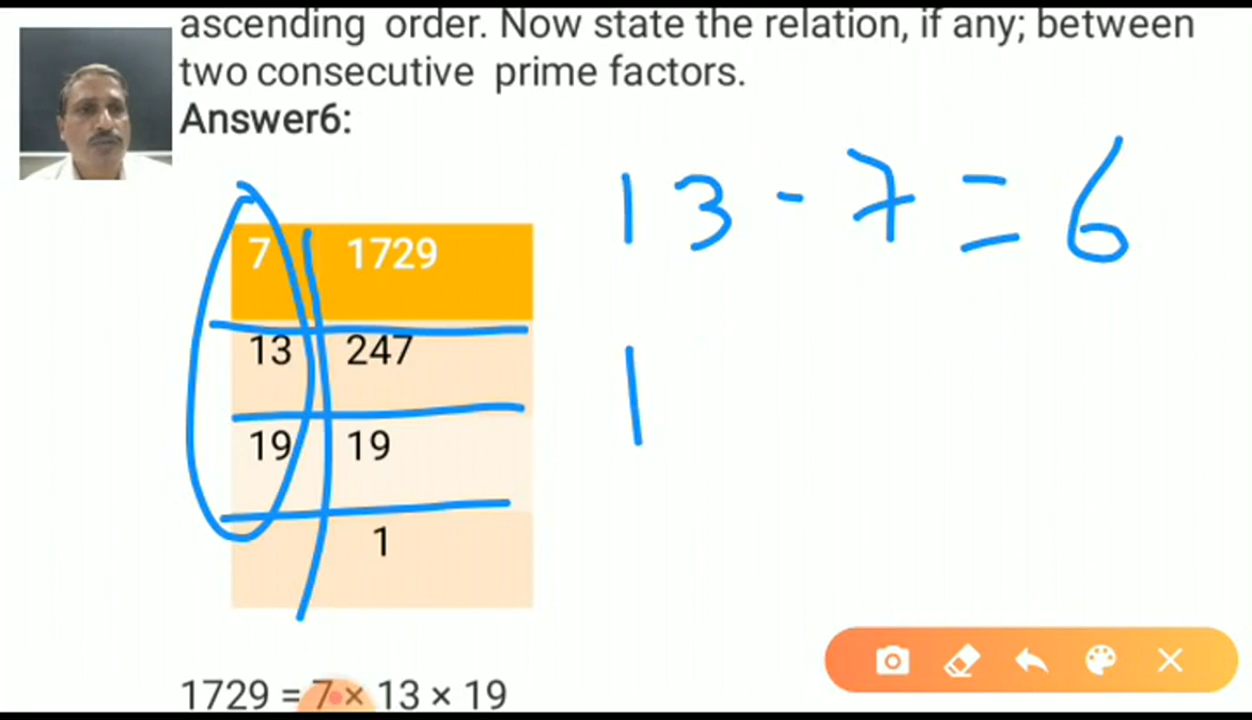 ascending order. Now state the relation, if any; between
two consecutive prime factors.
Answer6:
13 - 7 = 6
7 1729
13 247
1
19 19
1
1729 = 7 × 13 × 19